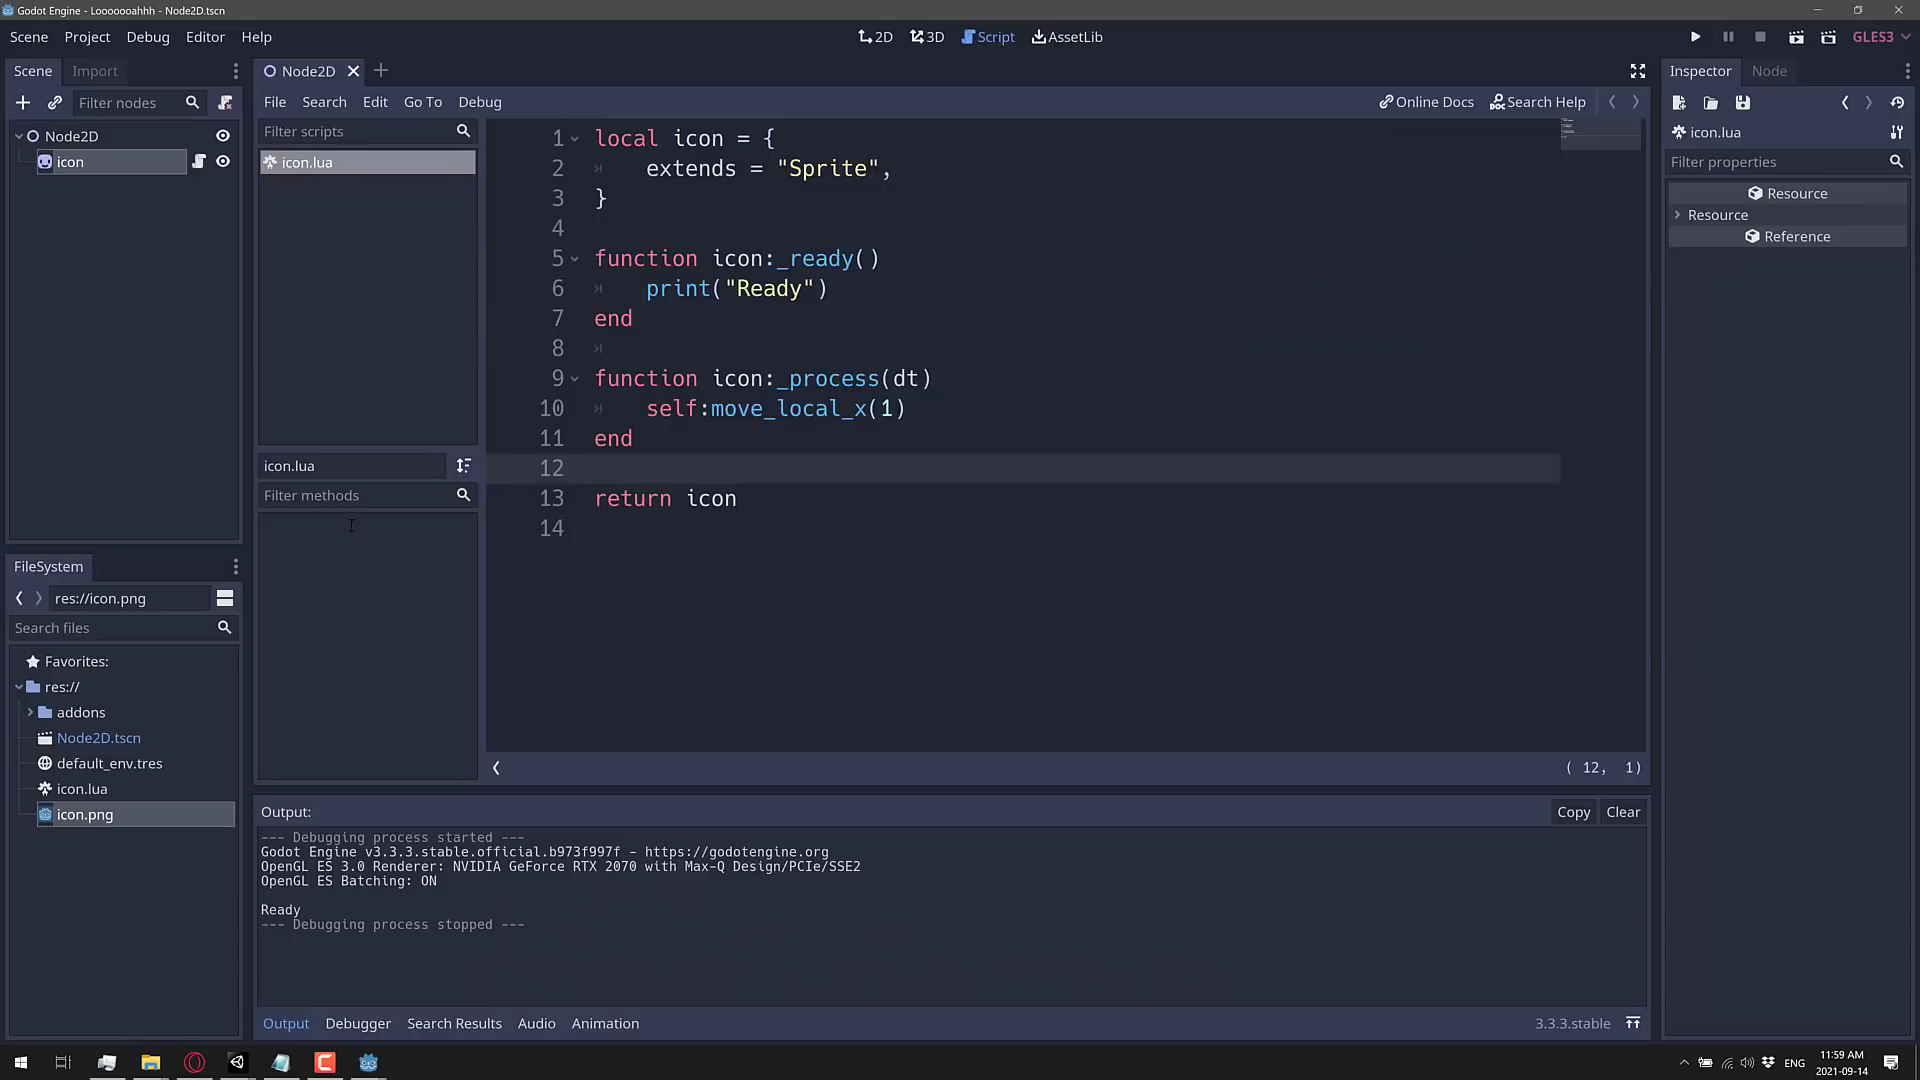 Godot Engine - Looooooahhh - Node2D.tscn
Scene Project Debug Editor Help
2D 3D Script AssetLib
GLES3
Scene Import
Filter nodes
Node2D
icon
FileSystem
res://icon.png
Search files
Favorites:
res://
addons
Node2D.tscn
default_env.tres
icon.lua
icon.png
Node2D
File Search Edit Go To Debug
Online Docs Search Help
Filter scripts
icon.lua
icon.lua
Filter methods
1 local icon = {
2 extends = "Sprite",
3 }
4
5 function icon:_ready()
6 print("Ready")
7 end
8
9 function icon:_process(dt)
10 self:move_local_x(1)
11 end
12
13 return icon
14
( 12, 1)
Output:
Copy Clear
--- Debugging process started ---
Godot Engine v3.3.3.stable.official.b973f997f - https://godotengine.org
OpenGL ES 3.0 Renderer: NVIDIA GeForce RTX 2070 with Max-Q Design/PCIe/SSE2
OpenGL ES Batching: ON
Ready
--- Debugging process stopped ---
Output Debugger Search Results Audio Animation
3.3.3.stable
Inspector Node
icon.lua
Filter properties
Resource
Resource
Reference
ENG
11:59 AM
2021-09-14